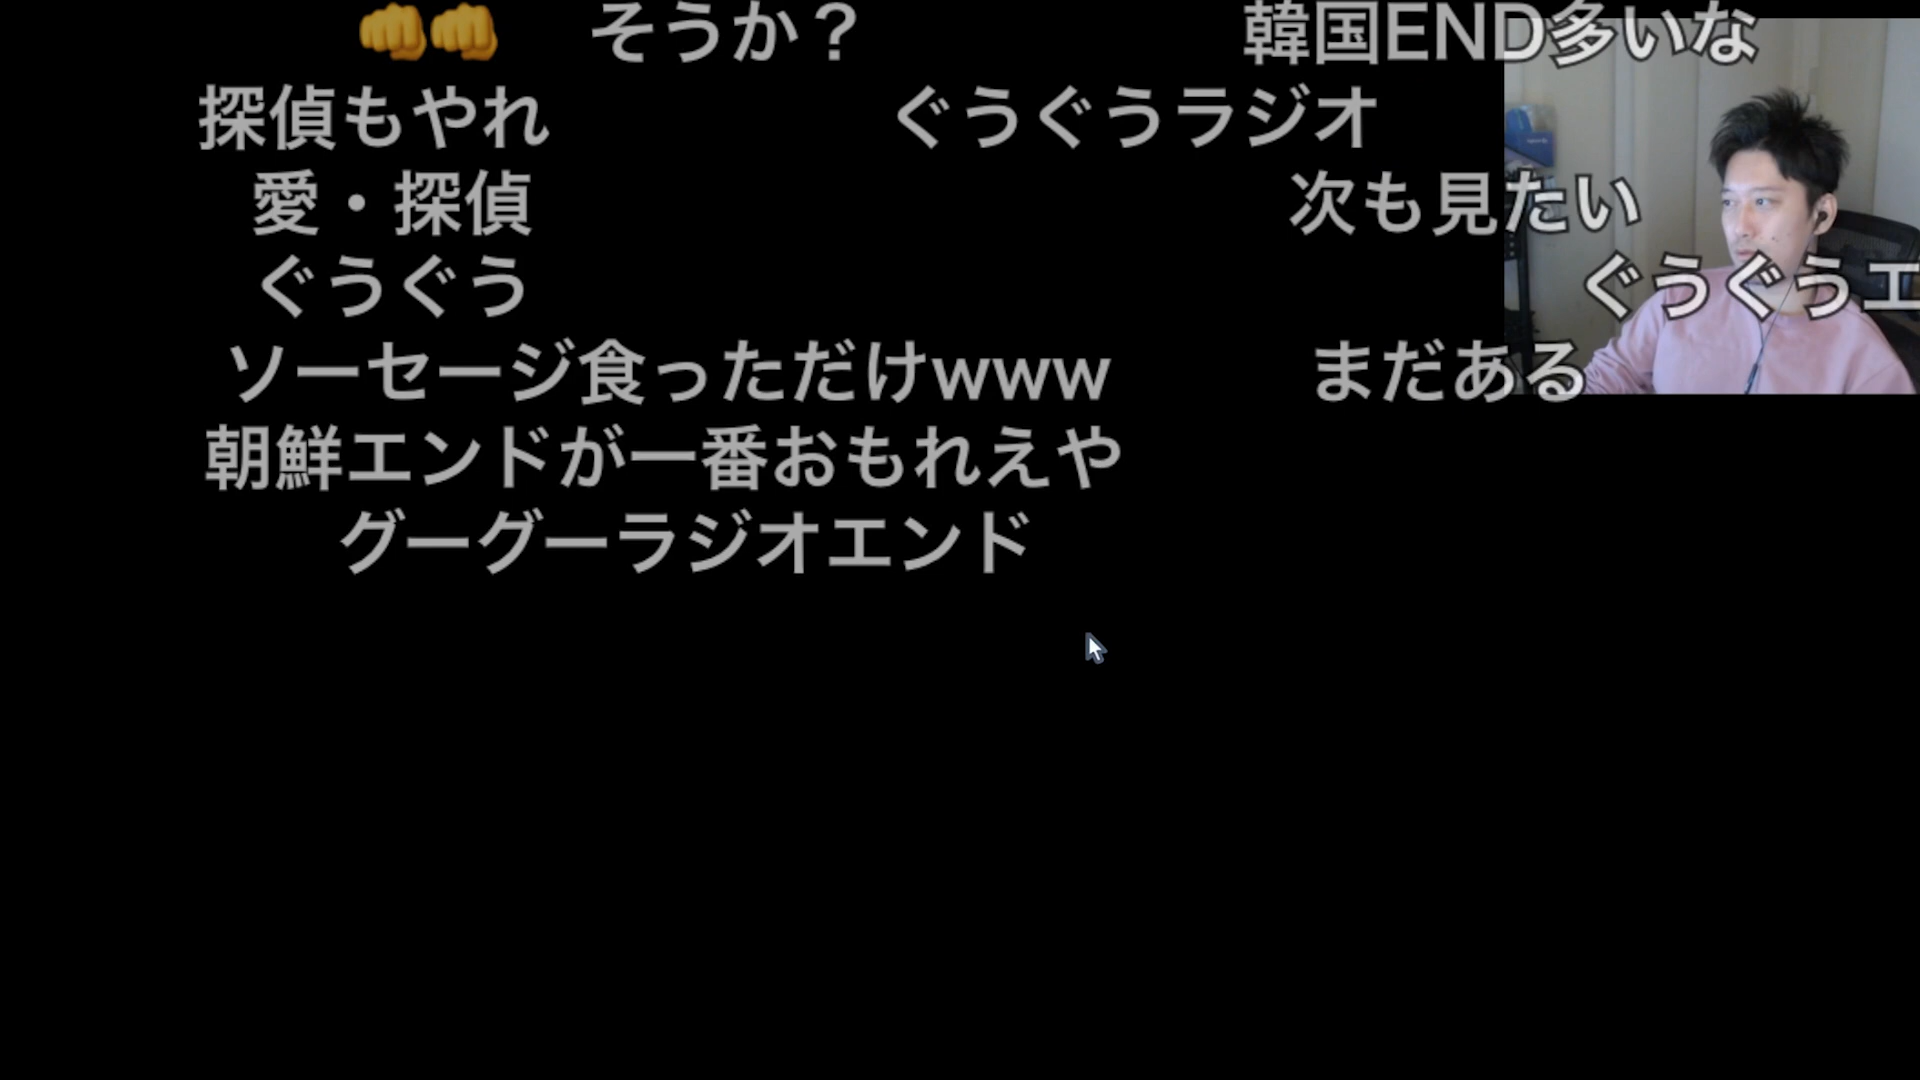 👊👊 そうか？ 韓国END多いな
探偵もやれ ぐうぐうラジオ
愛・探偵 次も見たい
ぐうぐう ぐうぐうエ
ソーセージ食っただけwww まだある
朝鮮エンドが一番おもれえや
グーグーラジオエンド